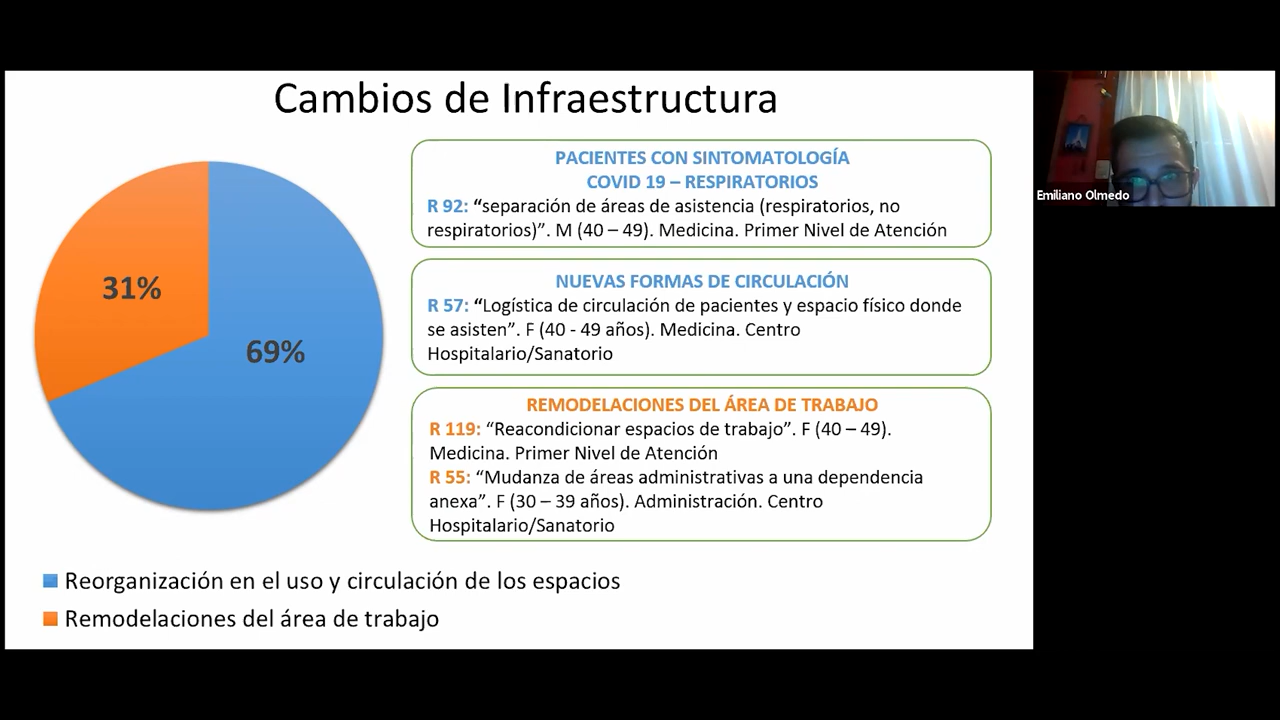 Cambios de Infraestructura
31%
69%
PACIENTES CON SINTOMATOLOGÍA
COVID 19 – RESPIRATORIOS
R 92: “separación de áreas de asistencia (respiratorios, no
respiratorios)”. M (40 – 49). Medicina. Primer Nivel de Atención
NUEVAS FORMAS DE CIRCULACIÓN
R 57: “Logística de circulación de pacientes y espacio físico donde
se asisten”. F (40 - 49 años). Medicina. Centro
Hospitalario/Sanatorio
REMODELACIONES DEL ÁREA DE TRABAJO
R 119: “Reacondicionar espacios de trabajo”. F (40 – 49).
Medicina. Primer Nivel de Atención
R 55: “Mudanza de áreas administrativas a una dependencia
anexa”. F (30 – 39 años). Administración. Centro
Hospitalario/Sanatorio
Reorganización en el uso y circulación de los espacios
Remodelaciones del área de trabajo
Emiliano Olmedo